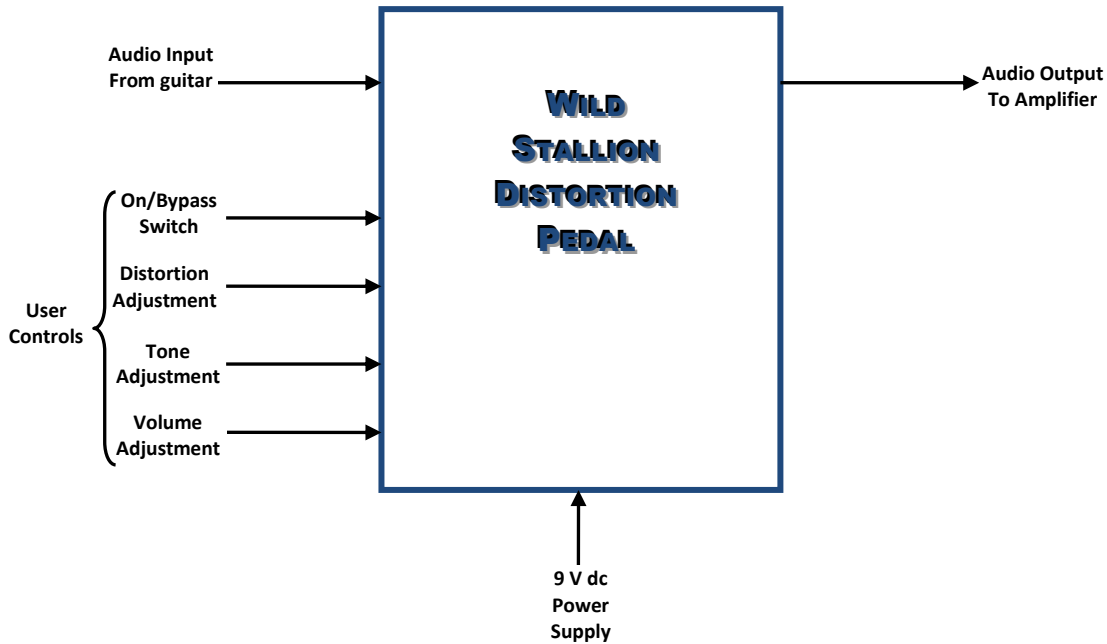 Audio Input
From guitar
WILD
STALLION
DISTORTION
PEDAL
Audio Output
To Amplifier
User
Controls
On/Bypass
Switch
Distortion
Adjustment
Tone
Adjustment
Volume
Adjustment
9 V dc
Power
Supply